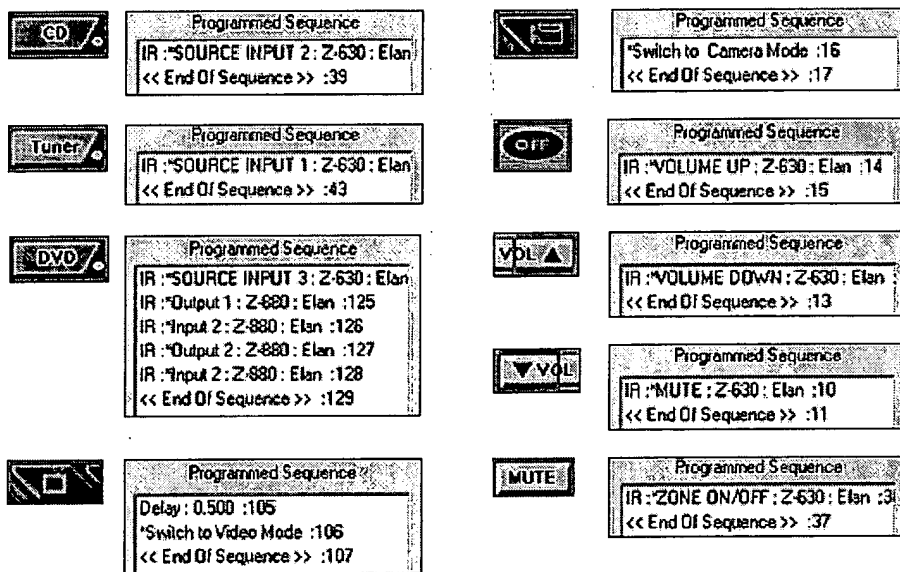 CD
Programmed Sequence
IR :*SOURCE INPUT 2 : Z-630 : Elan
<< End Of Sequence >> :39
Tuner
Programmed Sequence
IR :*SOURCE INPUT 1 : Z-630 : Elan
<< End Of Sequence >> :43
DVD
Programmed Sequence
IR :*SOURCE INPUT 3 : Z-630 : Elan
IR :*Output 1 : Z-880 : Elan :125
IR :*Input 2 : Z-880 : Elan :126
IR :*Output 2 : Z-880 : Elan :127
IR :*Input 2 : Z-880 : Elan :128
<< End Of Sequence >> :129
Programmed Sequence
Delay : 0.500 :105
*Switch to Video Mode :106
<< End Of Sequence >> :107
Programmed Sequence
*Switch to Camera Mode :16
<< End Of Sequence >> :17
OFF
Programmed Sequence
IR :*VOLUME UP : Z-630 : Elan :14
<< End Of Sequence >> :15
VOL ▲
Programmed Sequence
IR :*VOLUME DOWN : Z-630 : Elan :
<< End Of Sequence >> :13
▼ VOL
Programmed Sequence
IR :*MUTE : Z-630 : Elan :10
<< End Of Sequence >> :11
MUTE
Programmed Sequence
IR :*ZONE ON/OFF : Z-630 : Elan :3
<< End Of Sequence >> :37